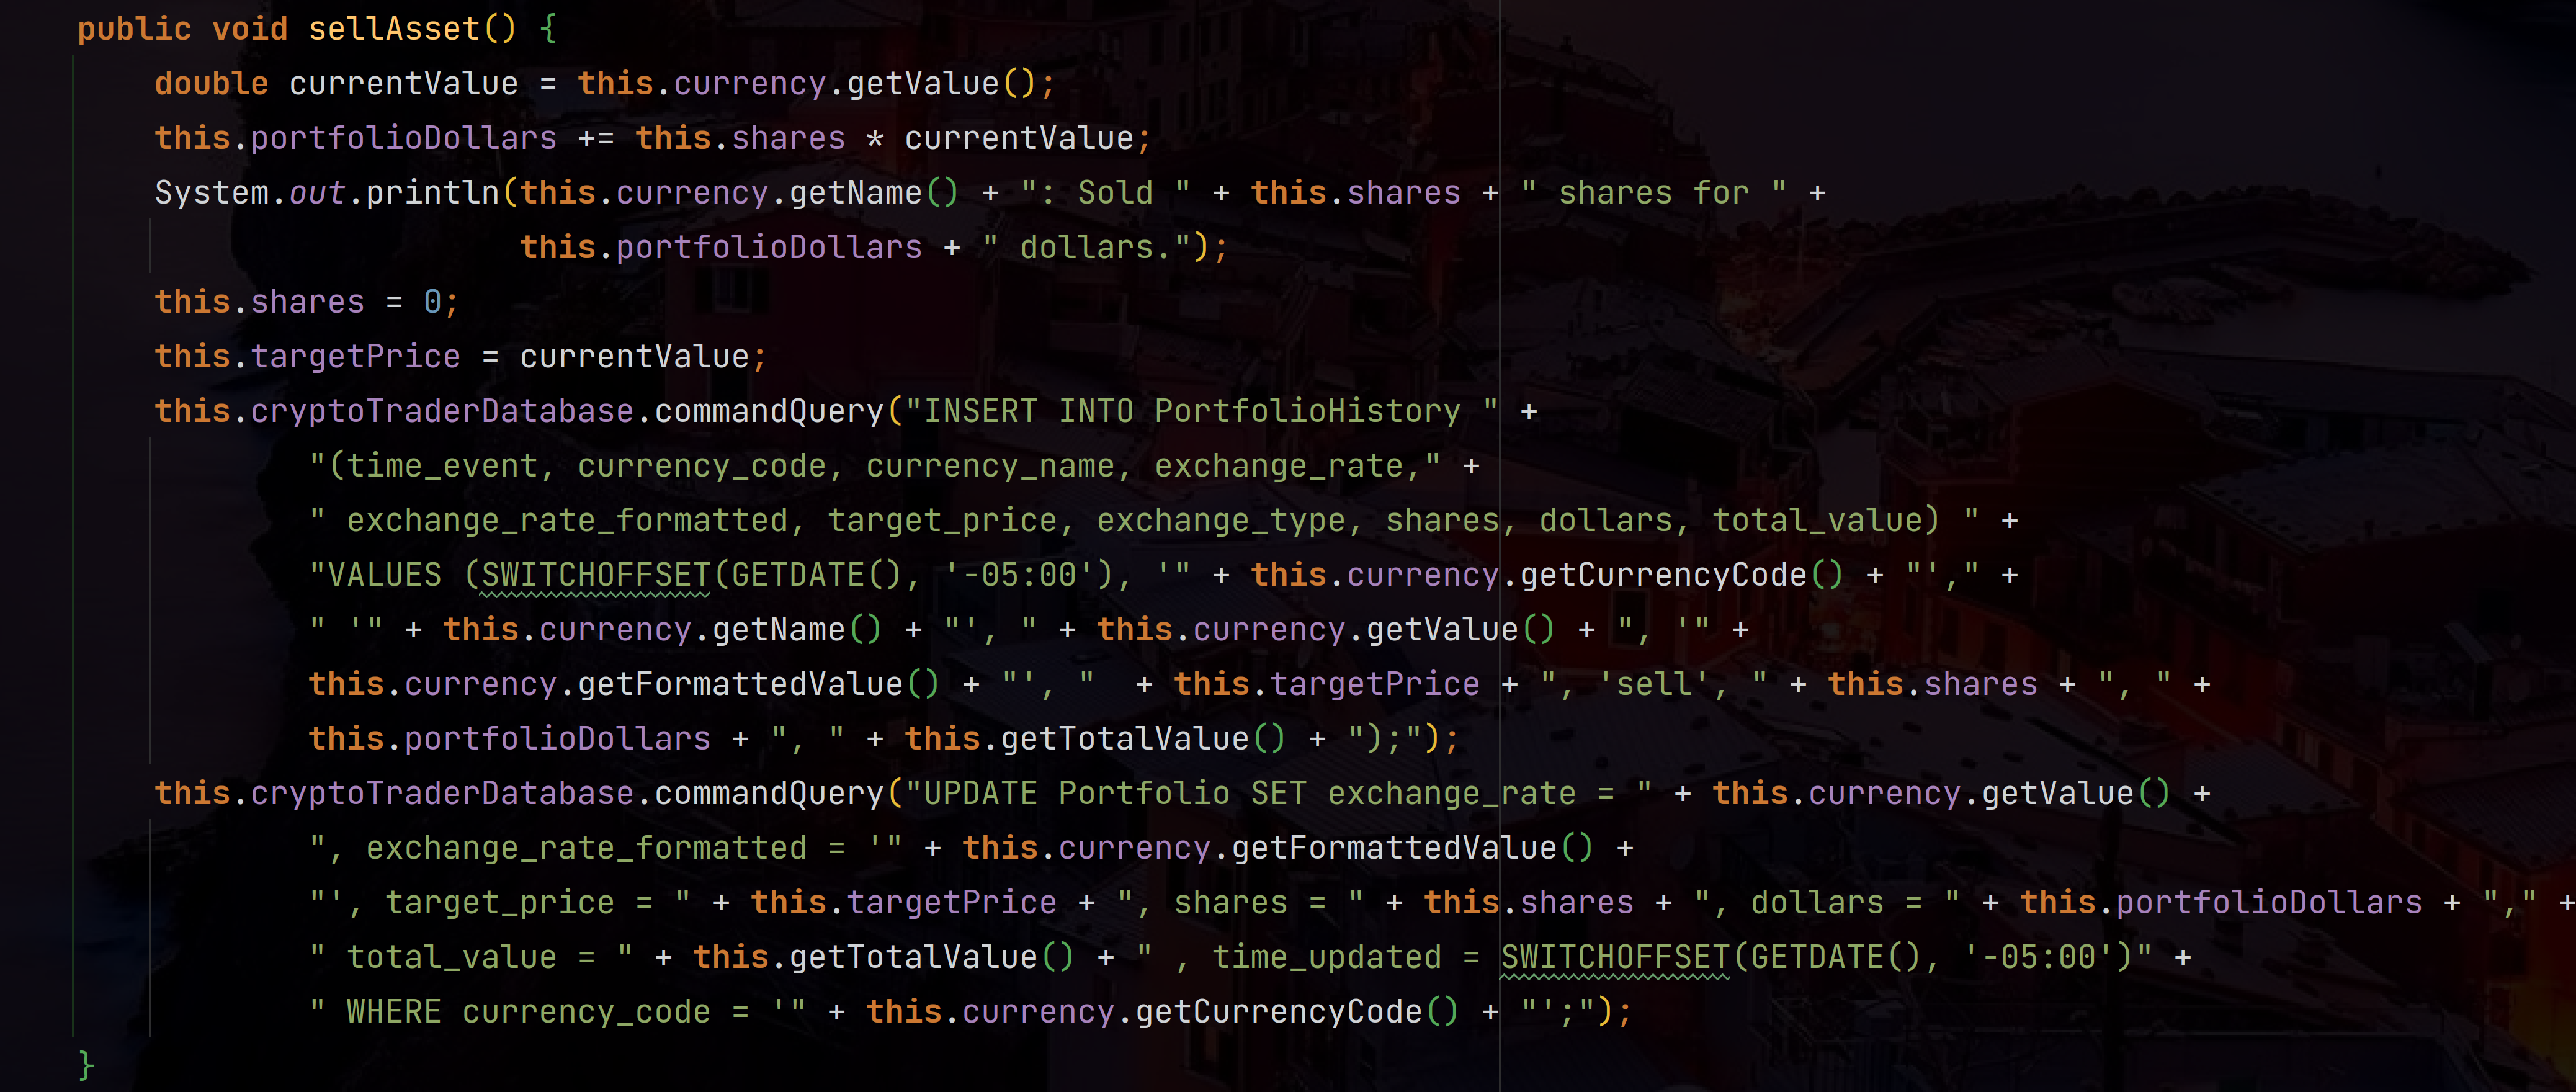 public void sellAsset() {
    double currentValue = this.currency.getValue();
    this.portfolioDollars += this.shares * currentValue;
    System.out.println(this.currency.getName() + ": Sold " + this.shares + " shares for " +
                       this.portfolioDollars + " dollars.");
    this.shares = 0;
    this.targetPrice = currentValue;
    this.cryptoTraderDatabase.commandQuery("INSERT INTO PortfolioHistory " +
            "(time_event, currency_code, currency_name, exchange_rate," +
            " exchange_rate_formatted, target_price, exchange_type, shares, dollars, total_value) " +
            "VALUES (SWITCHOFFSET(GETDATE(), '-05:00'), '" + this.currency.getCurrencyCode() + "'," +
            " '" + this.currency.getName() + "', " + this.currency.getValue() + ", '" +
            this.currency.getFormattedValue() + "', "  + this.targetPrice + ", 'sell', " + this.shares + ", " +
            this.portfolioDollars + ", " + this.getTotalValue() + ");");
    this.cryptoTraderDatabase.commandQuery("UPDATE Portfolio SET exchange_rate = " + this.currency.getValue() +
            ", exchange_rate_formatted = '" + this.currency.getFormattedValue() +
            "', target_price = " + this.targetPrice + ", shares = " + this.shares + ", dollars = " + this.portfolioDollars + "," +
            " total_value = " + this.getTotalValue() + " , time_updated = SWITCHOFFSET(GETDATE(), '-05:00')" +
            " WHERE currency_code = '" + this.currency.getCurrencyCode() + "';");
}